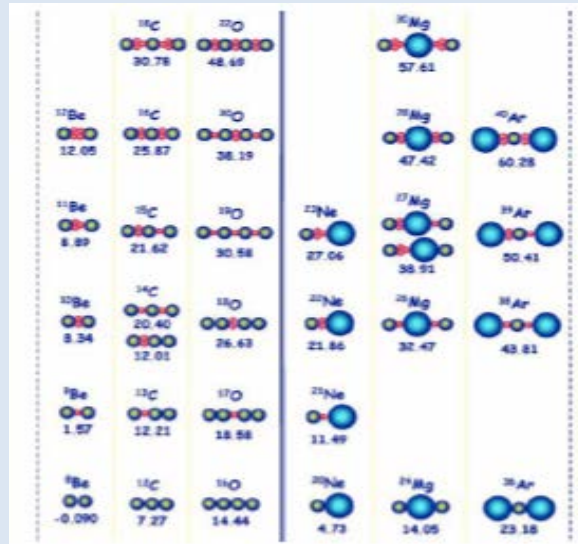 22O 30Mg
30.78 48.69 57.61
12Be 16C 20O 28Mg 40Ar
12.05 25.87 38.19 47.42 60.28
11Be 15C 19O 23Ne 27Mg 39Ar
8.89 21.62 30.58 27.06 38.91 50.41
10Be 14C 18O 22Ne 26Mg 38Ar
8.34 20.40 26.63 21.86 32.47 43.81
12.01
9Be 13C 17O 21Ne
1.57 12.21 18.58 11.49
8Be 12C 16O 20Ne 24Mg 36Ar
-0.090 7.27 14.44 4.73 14.05 23.18